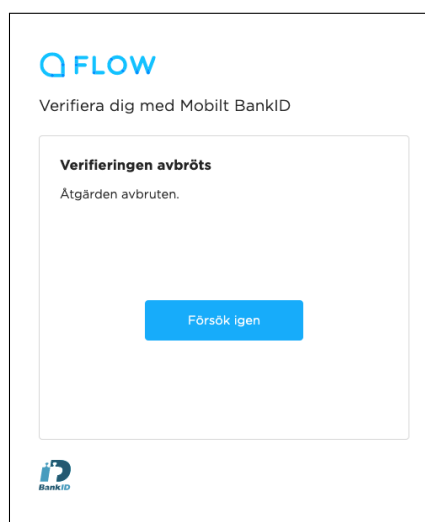 FLOW
Verifiera dig med Mobilt BankID
Verifieringen avbröts
Åtgärden avbruten.
Försök igen
BankID